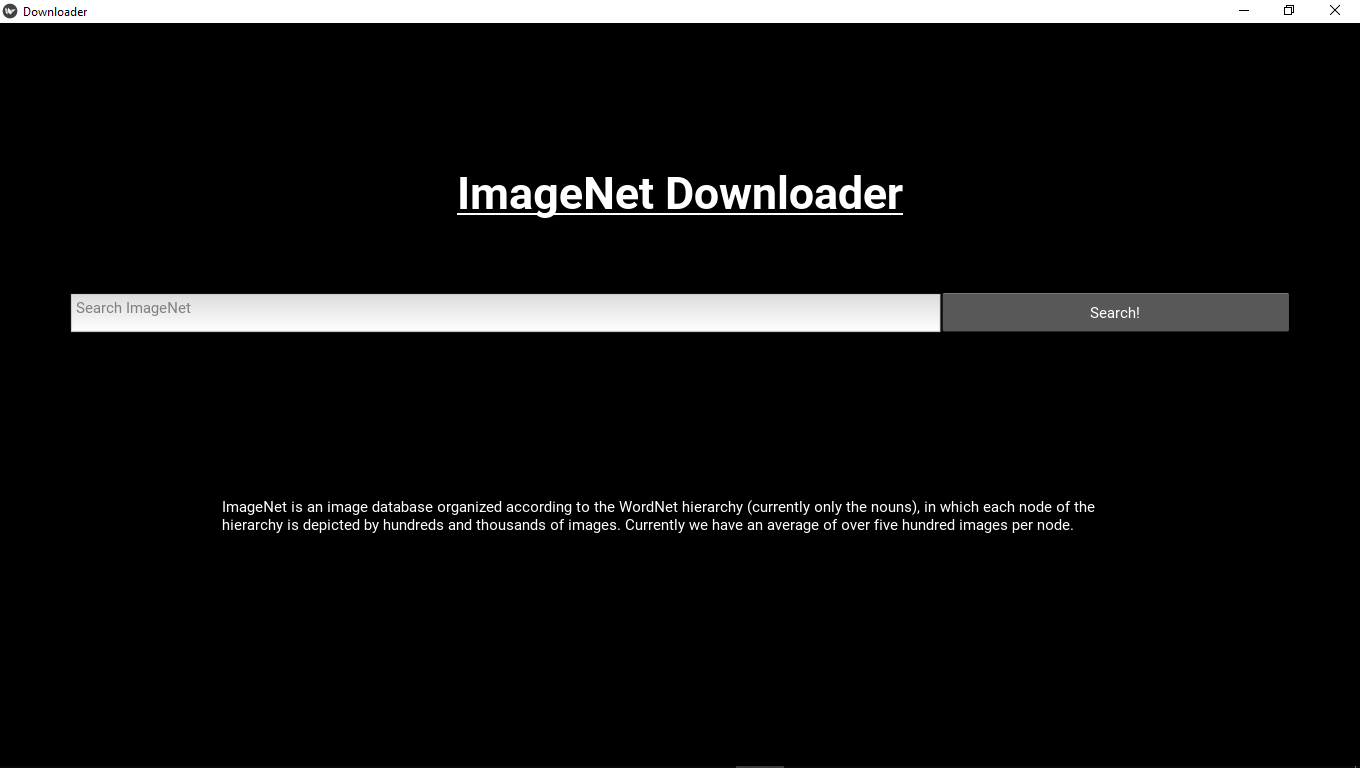 Downloader
ImageNet Downloader
Search ImageNet
Search!
ImageNet is an image database organized according to the WordNet hierarchy (currently only the nouns), in which each node of the
hierarchy is depicted by hundreds and thousands of images. Currently we have an average of over five hundred images per node.